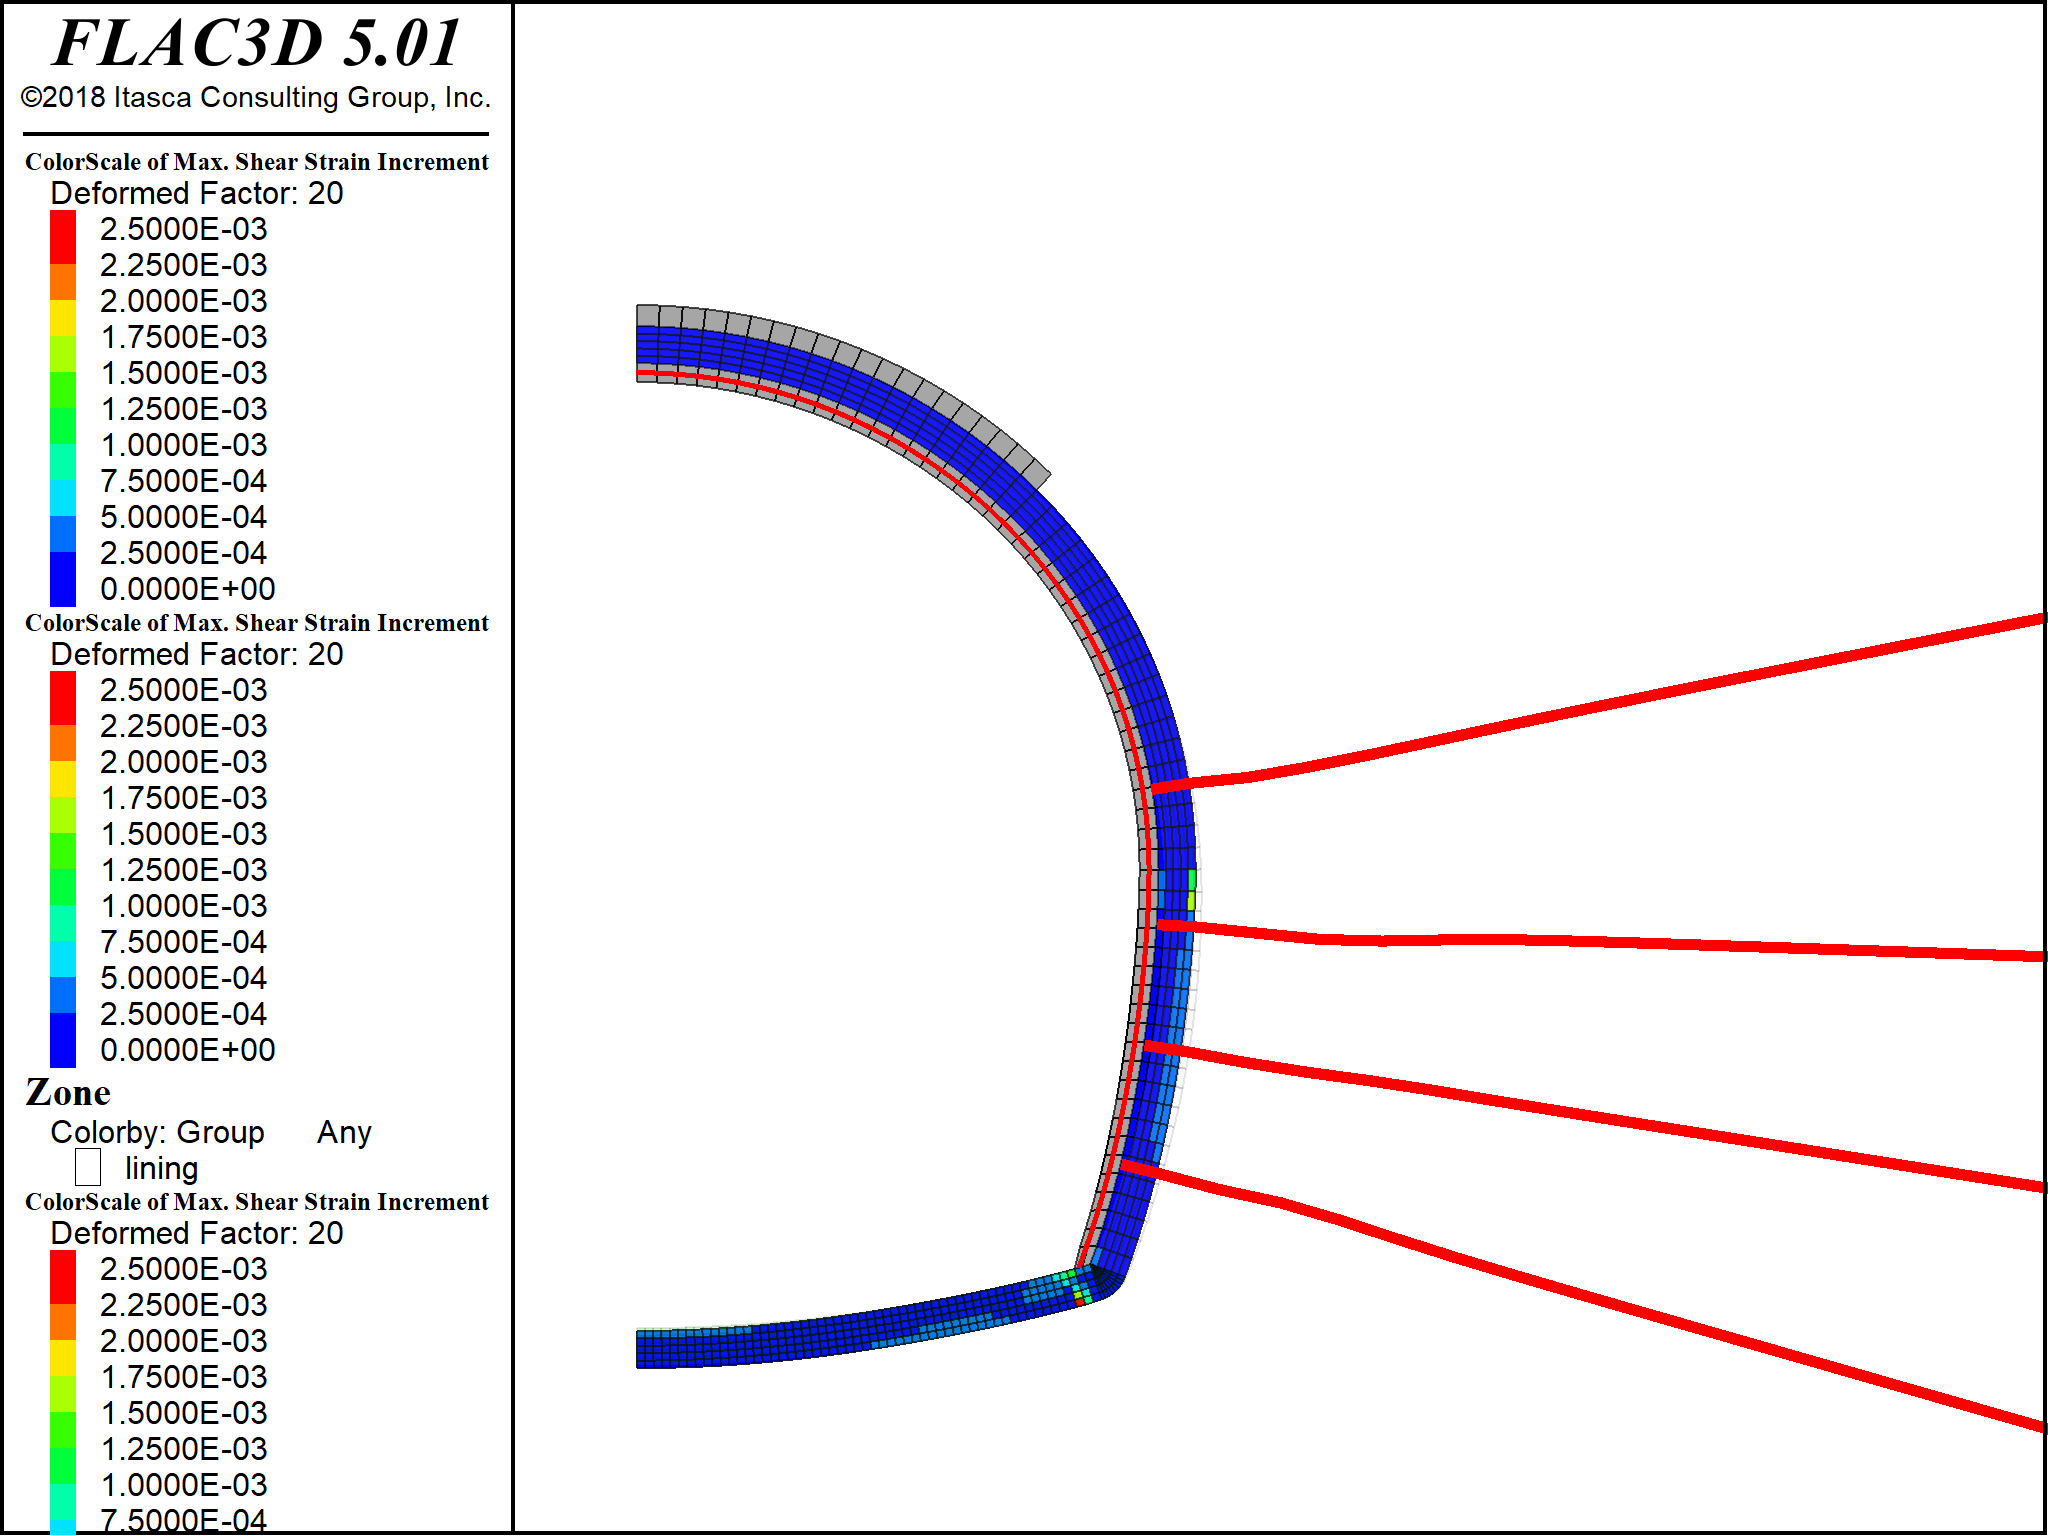 FLAC3D 5.01
©2018 Itasca Consulting Group, Inc.
ColorScale of Max. Shear Strain Increment
Deformed Factor: 20
2.5000E-03
2.2500E-03
2.0000E-03
1.7500E-03
1.5000E-03
1.2500E-03
1.0000E-03
7.5000E-04
5.0000E-04
2.5000E-04
0.0000E+00
ColorScale of Max. Shear Strain Increment
Deformed Factor: 20
2.5000E-03
2.2500E-03
2.0000E-03
1.7500E-03
1.5000E-03
1.2500E-03
1.0000E-03
7.5000E-04
5.0000E-04
2.5000E-04
0.0000E+00
Zone
Colorby: Group Any
lining
ColorScale of Max. Shear Strain Increment
Deformed Factor: 20
2.5000E-03
2.2500E-03
2.0000E-03
1.7500E-03
1.5000E-03
1.2500E-03
1.0000E-03
7.5000E-04